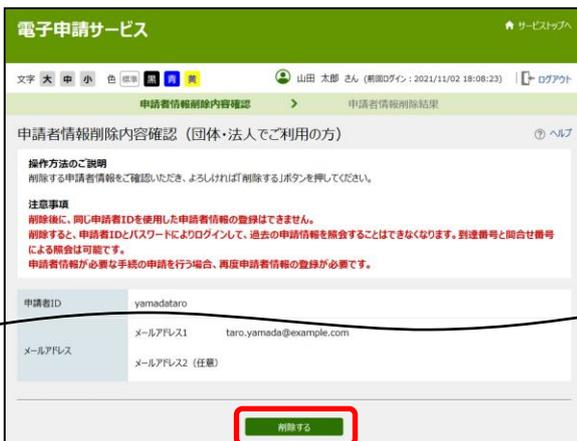 電子申請サービス
サービストップへ
文字 大 中 小 色 標準 黒 青 黄 山田 太郎 さん (前回ログイン:2021/11/02 18:08:23) ログアウト
申請者情報削除内容確認 > 申請者情報削除結果
申請者情報削除内容確認(団体・法人でご利用の方) ? ヘルプ
操作方法のご説明
削除する申請者情報をご確認いただき、よろしければ「削除する」ボタンを押してください。
注意事項
削除後に、同じ申請者IDを使用した申請者情報の登録はできません。
削除すると、申請者IDとパスワードによりログインして、過去の申請情報を照会することはできなくなります。到達番号と問合せ番号
による照会は可能です。
申請者情報が必要な手続の申請を行う場合、再度申請者情報の登録が必要です。
申請者ID yamadataro
メールアドレス メールアドレス1 taro.yamada@example.com
メールアドレス2(任意)
削除する